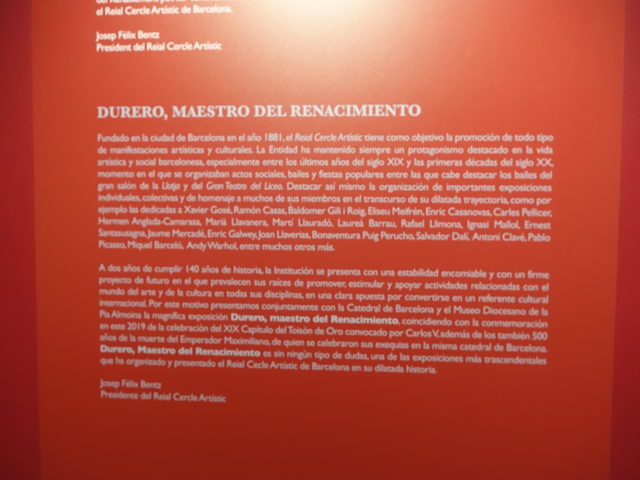 el Reial Cercle Artístic de Barcelona.
Josep Fèlix Bentz
President del Reial Cercle Artístic
DURERO, MAESTRO DEL RENACIMIENTO
Fundado en la ciudad de Barcelona en el año 1881, el Reial Cercle Artístic tiene como objetivo la promoción de todo tipo
de manifestaciones artísticas y culturales. La Entidad ha mantenido siempre un protagonismo destacado en la vida
artística y social barcelonesa, especialmente entre los últimos años del siglo XIX y las primeras décadas del siglo XX,
momento en el que se organizaban actos sociales, bailes y fiestas populares entre las que cabe destacar los bailes del
gran salón de la Llotja y del Gran Teatro del Liceo. Destacar así mismo la organización de importantes exposiciones
individuales, colectivas y de homenaje a muchos de sus miembros en el transcurso de su dilatada trayectoria, como por
ejemplo las dedicadas a Xavier Gosé, Ramón Casas, Baldomer Gili i Roig, Eliseu Meifrén, Enric Casanovas, Carles Pellicer,
Hermen Anglada-Camarasa, Marià Llavanera, Martí Llauradó, Laureà Barrau, Rafael Llimona, Ignasi Mallol, Ernest
Santasusagna, Jaume Mercadé, Enric Galwey, Joan Llaverias, Bonaventura Puig Perucho, Salvador Dalí, Antoni Clavé, Pablo
Picasso, Miquel Barceló, Andy Warhol, entre muchos otros más.
A dos años de cumplir 140 años de historia, la Institución se presenta con una estabilidad encomiable y con un firme
proyecto de futuro en el que prevalecen sus raíces de promover, estimular y apoyar actividades relacionadas con el
mundo del arte y de la cultura en todas sus disciplinas, en una clara apuesta por convertirse en un referente cultural
internacional. Por este motivo presentamos conjuntamente con la Catedral de Barcelona y el Museo Diocesano de la
Pia Almoina la magnífica exposición Durero, maestro del Renacimiento, coincidiendo con la conmemoración
en este 2019 de la celebración del XIX Capítulo del Toisón de Oro convocado por Carlos V, además de los también 500
años de la muerte del Emperador Maximiliano, de quien se celebraron sus exequias en la misma catedral de Barcelona.
Durero, Maestro del Renacimiento es sin ningún tipo de dudas, una de las exposiciones más trascendentales
que ha organizado y presentado el Reial Cecle Artístic de Barcelona en su dilatada historia.
Josep Fèlix Bentz
Presidente del Reial Cercle Artístic